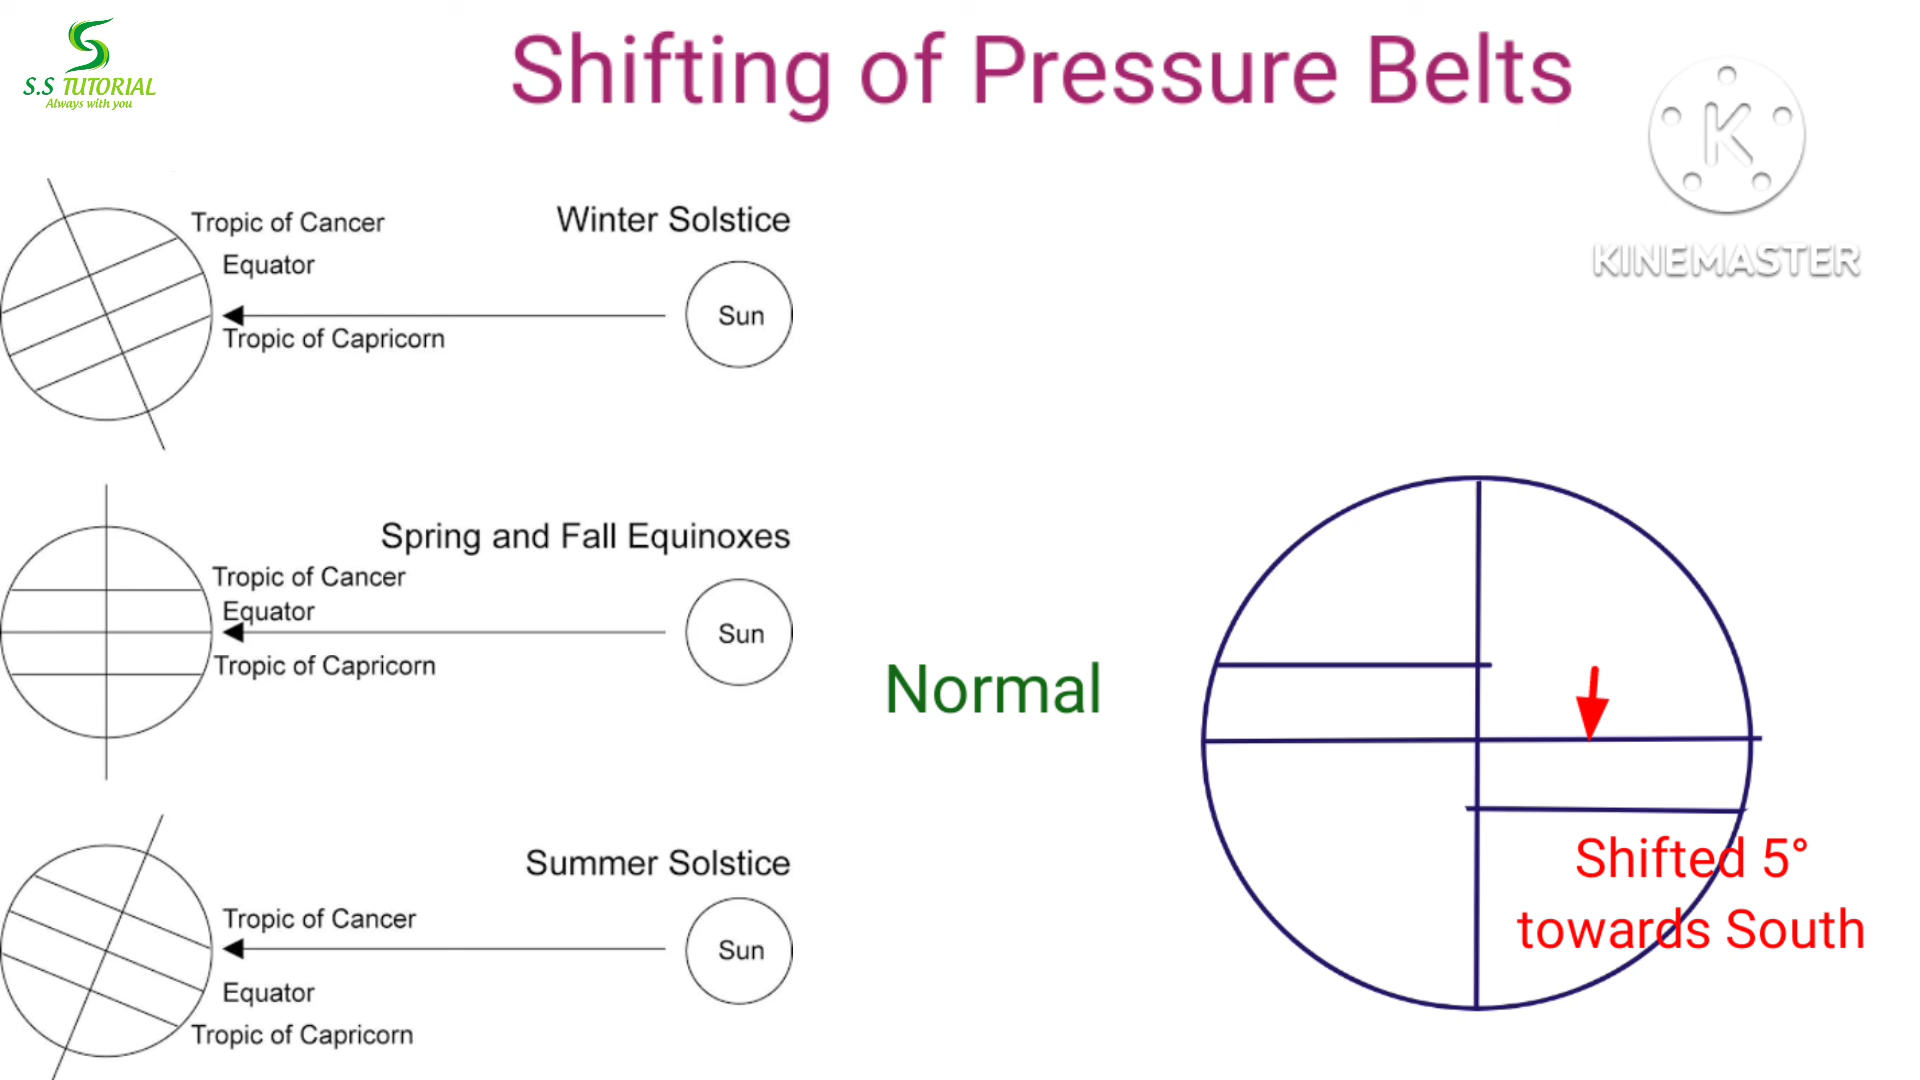 S.S TUTORIAL
Always with you
Shifting of Pressure Belts
K
KINEMASTER
Tropic of Cancer
Winter Solstice
Equator
Sun
Tropic of Capricorn
Spring and Fall Equinoxes
Tropic of Cancer
Equator
Sun
Tropic of Capricorn
Normal
Summer Solstice
Tropic of Cancer
Sun
Equator
Tropic of Capricorn
Shifted 5°
towards South